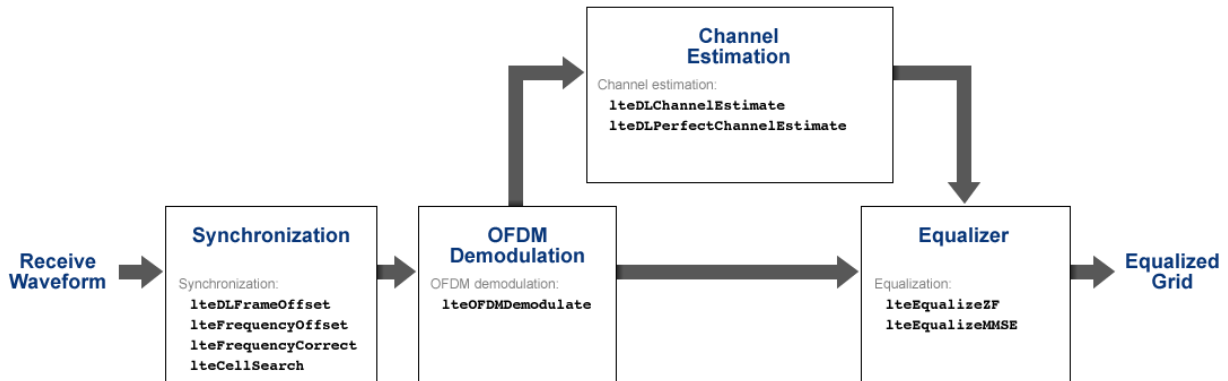 Channel
Estimation
Channel estimation:
lteDLChannelEstimate
lteDLPerfectChannelEstimate
Receive
Waveform
Synchronization
Synchronization:
lteDLFrameOffset
lteFrequencyOffset
lteFrequencyCorrect
lteCellSearch
OFDM
Demodulation
OFDM demodulation:
lteOFDMDemodulate
Equalizer
Equalization:
lteEqualizeZF
lteEqualizeMMSE
Equalized
Grid